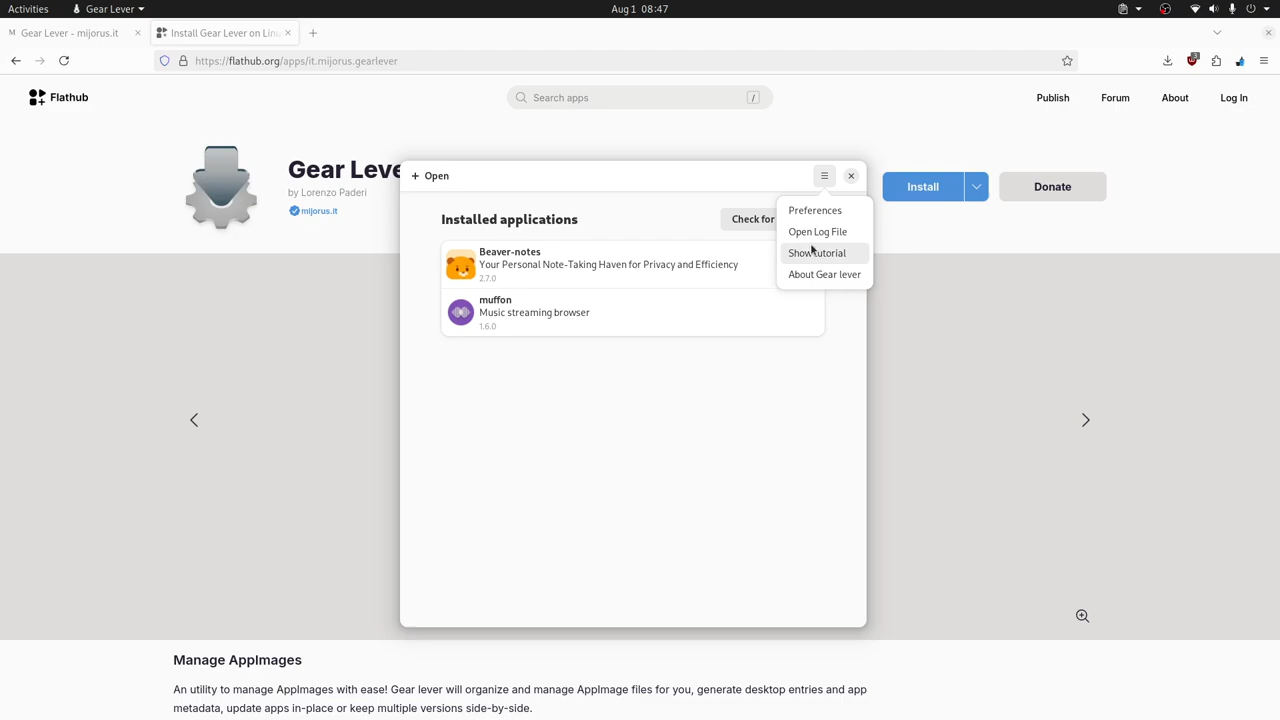 Activities
Gear Lever
Aug 1 08:47
M Gear Lever - mijorus.it
Install Gear Lever on Linu
https://flathub.org/apps/it.mijorus.gearlever
3
Flathub
Search apps
/
Publish
Forum
About
Log In
Gear Leve
by Lorenzo Paderi
mijorus.it
Install
Donate
+ Open
Installed applications
Check for
Beaver-notes
Your Personal Note-Taking Haven for Privacy and Efficiency
2.7.0
muffon
Music streaming browser
1.6.0
Preferences
Open Log File
Show tutorial
About Gear lever
Manage AppImages
An utility to manage AppImages with ease! Gear lever will organize and manage AppImage files for you, generate desktop entries and app
metadata, update apps in-place or keep multiple versions side-by-side.